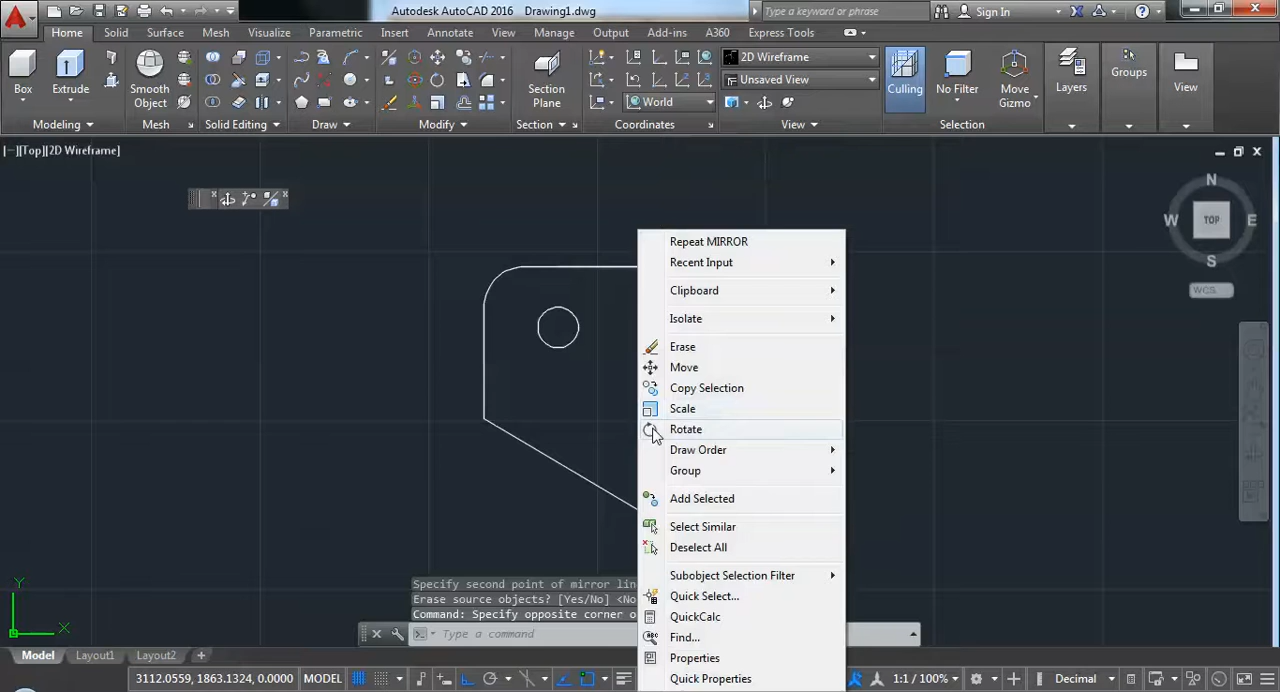 Autodesk AutoCAD 2016 Drawing1.dwg
Type a keyword or phrase
Sign In
Home Solid Surface Mesh Visualize Parametric Insert Annotate View Manage Output Add-ins A360 Express Tools
2D Wireframe
Unsaved View
World
Box
Extrude
Smooth Object
Section Plane
Culling
No Filter
Move Gizmo
Layers
Groups
View
Modeling
Mesh
Solid Editing
Draw
Modify
Section
Coordinates
View
Selection
[−][Top][2D Wireframe]
N
W TOP E
S
WCS
Repeat MIRROR
Recent Input
Clipboard
Isolate
Erase
Move
Copy Selection
Scale
Rotate
Draw Order
Group
Add Selected
Select Similar
Deselect All
Subobject Selection Filter
Quick Select...
QuickCalc
Find...
Properties
Quick Properties
Specify second point of mirror lin
Erase source objects? [Yes/No] <No
Command: Specify opposite corner o
Type a command
Y
X
Model Layout1 Layout2 +
3112.0559, 1863.1324, 0.0000 MODEL
1:1 / 100%
Decimal